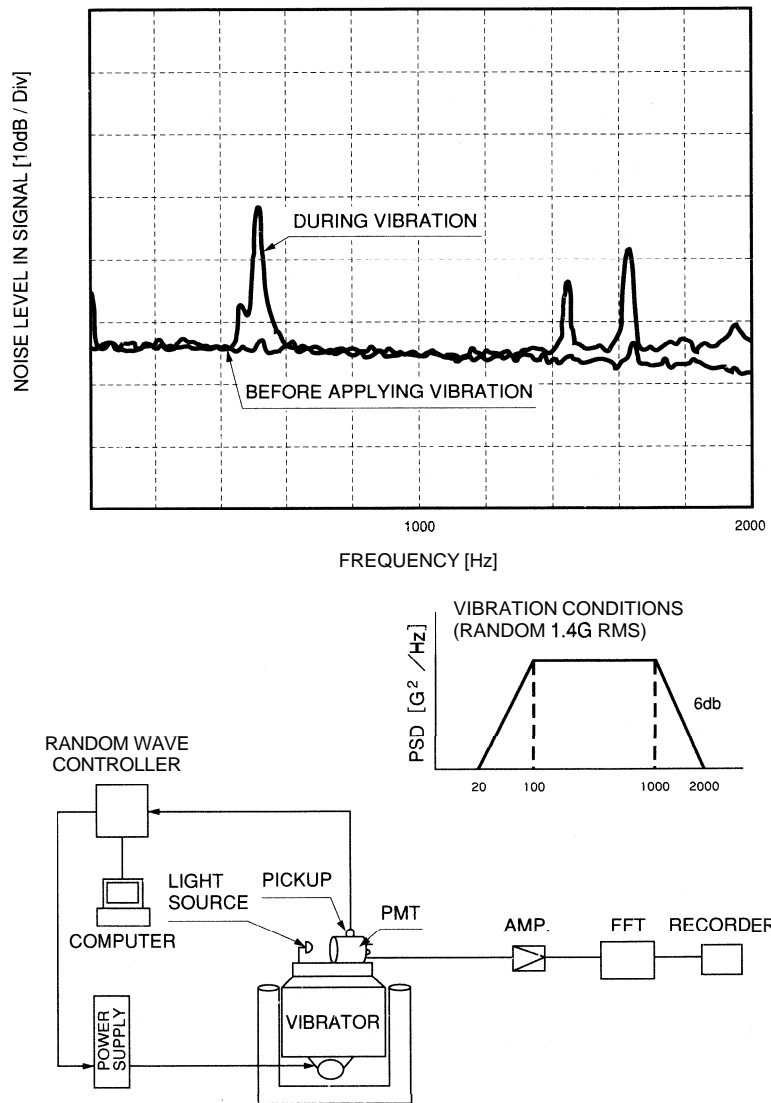 NOISE LEVEL IN SIGNAL [10dB / Div]
DURING VIBRATION
BEFORE APPLYING VIBRATION
1000
2000
FREQUENCY [Hz]
VIBRATION CONDITIONS
(RANDOM 1.4G RMS)
PSD [G² /Hz]
6db
20
100
1000
2000
RANDOM WAVE
CONTROLLER
LIGHT
SOURCE
PICKUP
PMT
AMP.
FFT
RECORDER
COMPUTER
POWER
SUPPLY
VIBRATOR